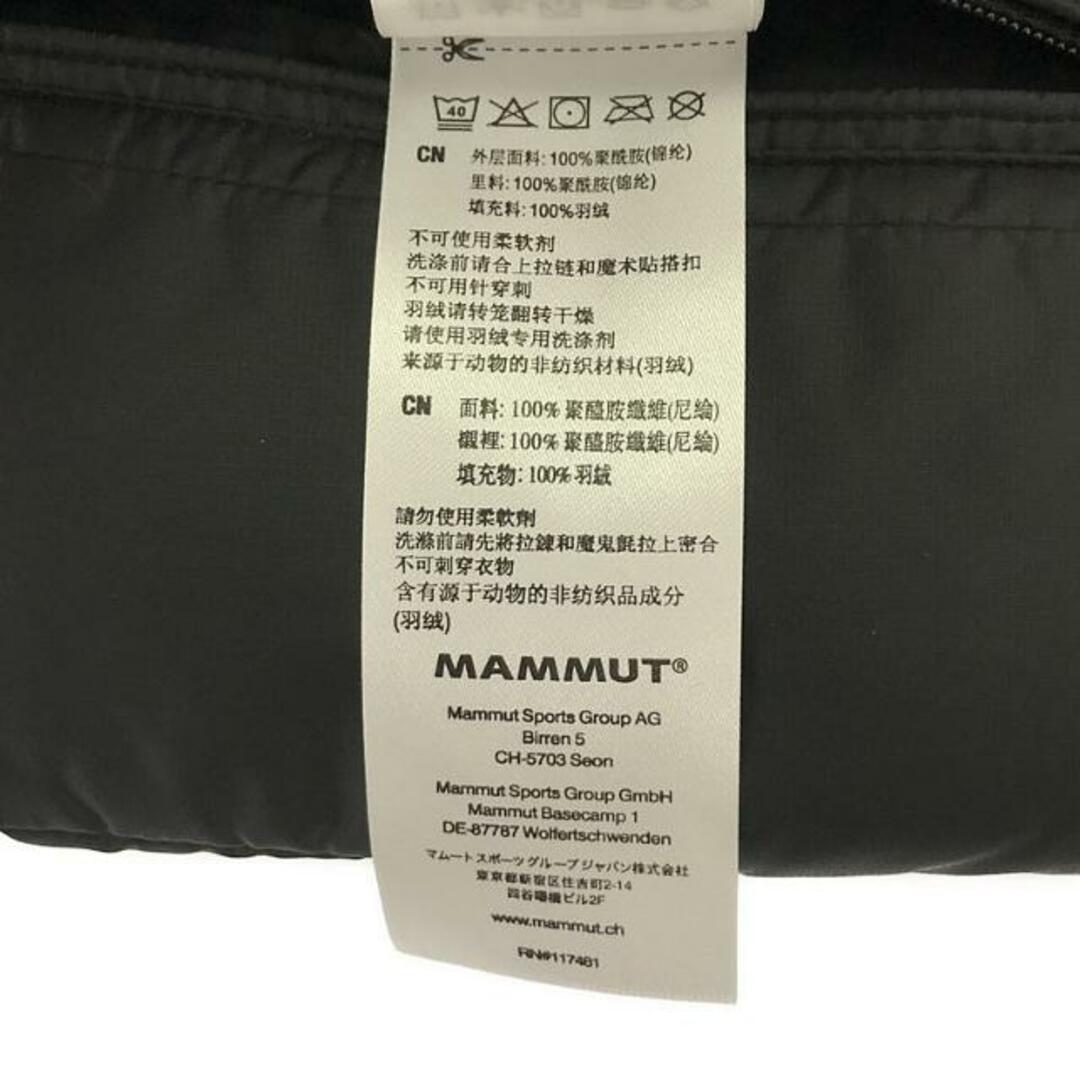 40
CN 外层面料:100%聚酰胺(锦纶)
里料:100%聚酰胺(锦纶)
填充料:100%羽绒
不可使用柔软剂
洗涤前请合上拉链和魔术贴搭扣
不可用针穿刺
羽绒请转笼翻转干燥
请使用羽绒专用洗涤剂
来源于动物的非纺织材料(羽绒)
CN 面料: 100% 聚醯胺纖維(尼龍)
襯裡: 100% 聚醯胺纖維(尼龍)
填充物: 100% 羽絨
請勿使用柔軟劑
洗滌前請先將拉鍊和魔鬼氈拉上密合
不可刺穿衣物
含有源于动物的非纺织品成分
(羽绒)
MAMMUT®
Mammut Sports Group AG
Birren 5
CH-5703 Seon
Mammut Sports Group GmbH
Mammut Basecamp 1
DE-87787 Wolfertschwenden
マムートスポーツグループジャパン株式会社
東京都新宿区住吉町2-14
四谷曙橋ビル2F
www.mammut.ch
RN#117481